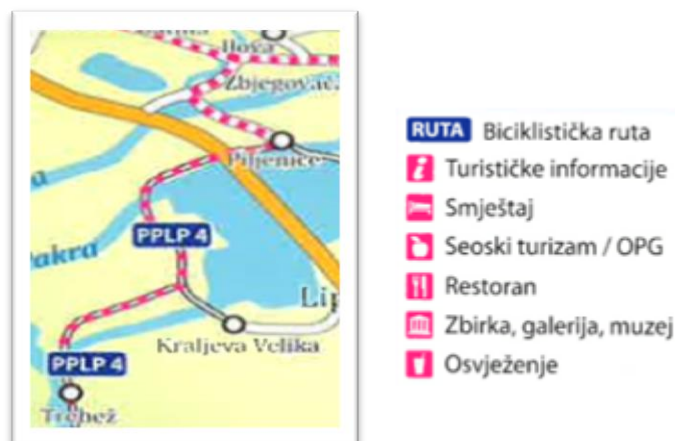 Ilova
Zbjegovača
Piljenice
PPLP 4
Pakra
Lip
Kraljeva Velika
PPLP 4
Trebež
RUTA Biciklistička ruta
i Turističke informacije
Smještaj
Seoski turizam / OPG
Restoran
Zbirka, galerija, muzej
Osvježenje